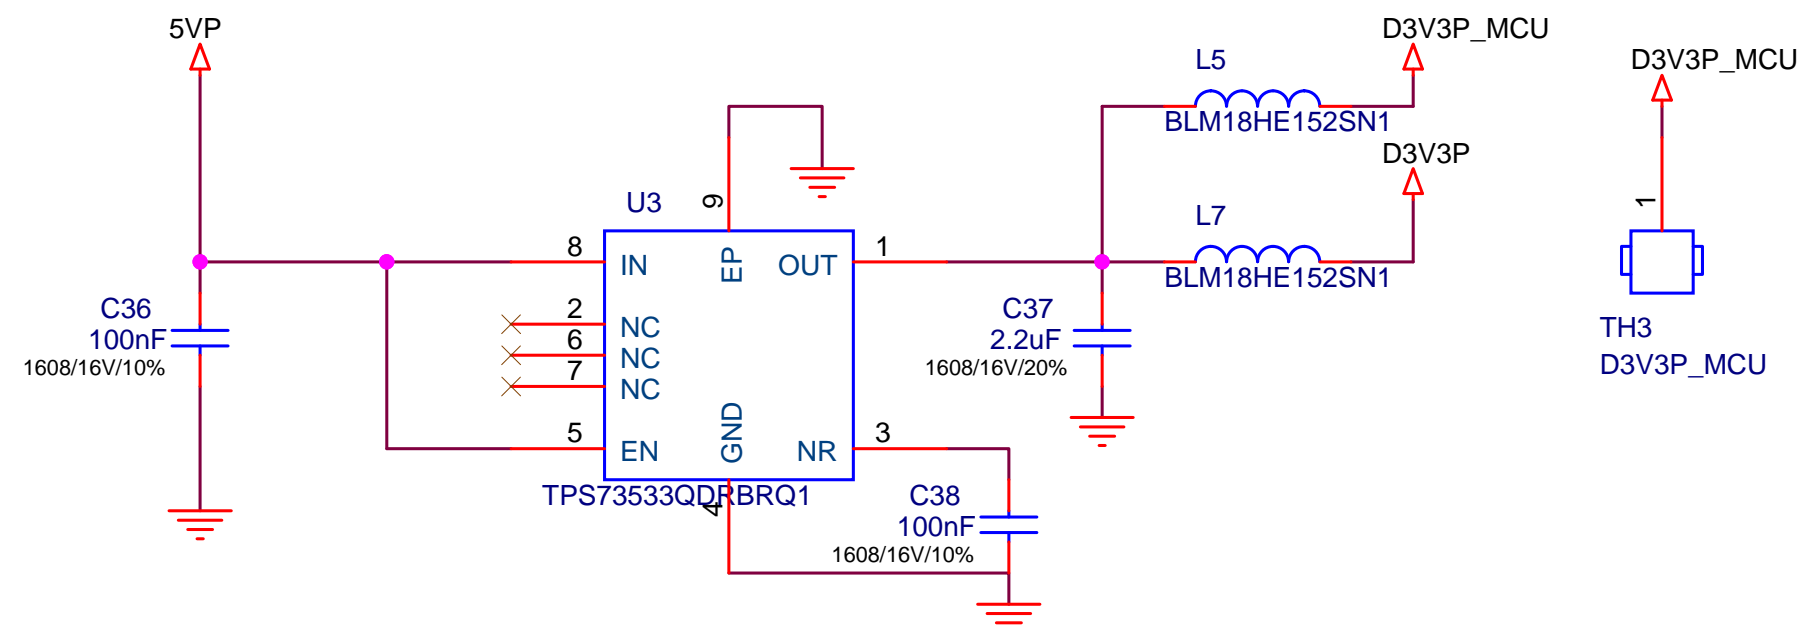 5VP
D3V3P_MCU
L5
BLM18HE152SN1
D3V3P_MCU
D3V3P
L7
BLM18HE152SN1
U3
9
8
IN
EP
OUT
1
2
NC
6
NC
7
NC
5
EN
GND
NR
3
4
TPS73533QDRBRQ1
C36
100nF
1608/16V/10%
C37
2.2uF
1608/16V/20%
C38
100nF
1608/16V/10%
1
TH3
D3V3P_MCU